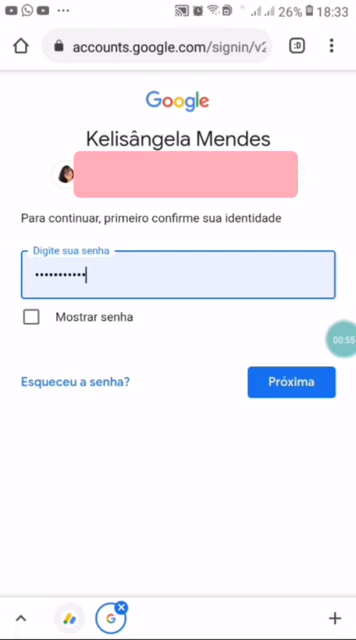 26% 18:33
accounts.google.com/signin/v2
:D
Google
Kelisângela Mendes
Para continuar, primeiro confirme sua identidade
Digite sua senha
•••••••••••
Mostrar senha
00:55
Esqueceu a senha?
Próxima
G